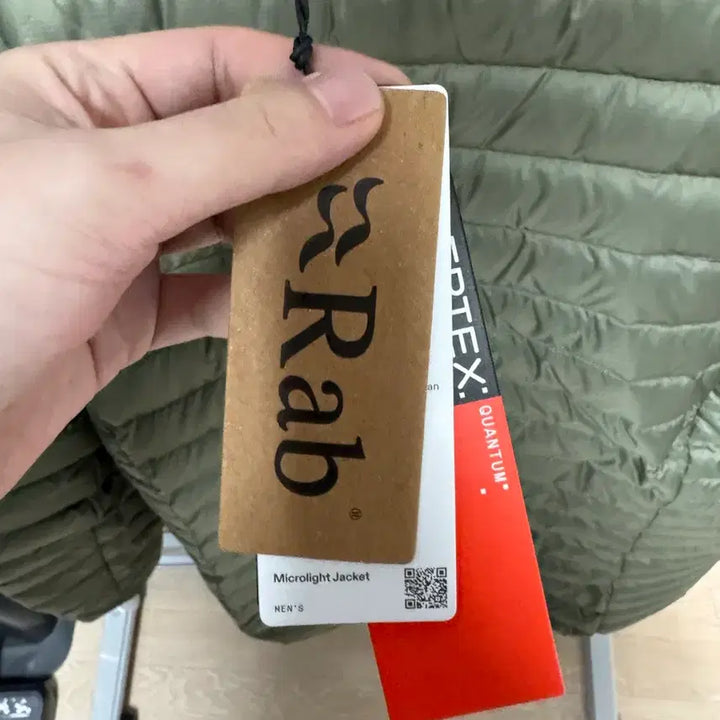 Rab
®
Microlight Jacket
MEN'S
ERTEX:
QUANTUM.